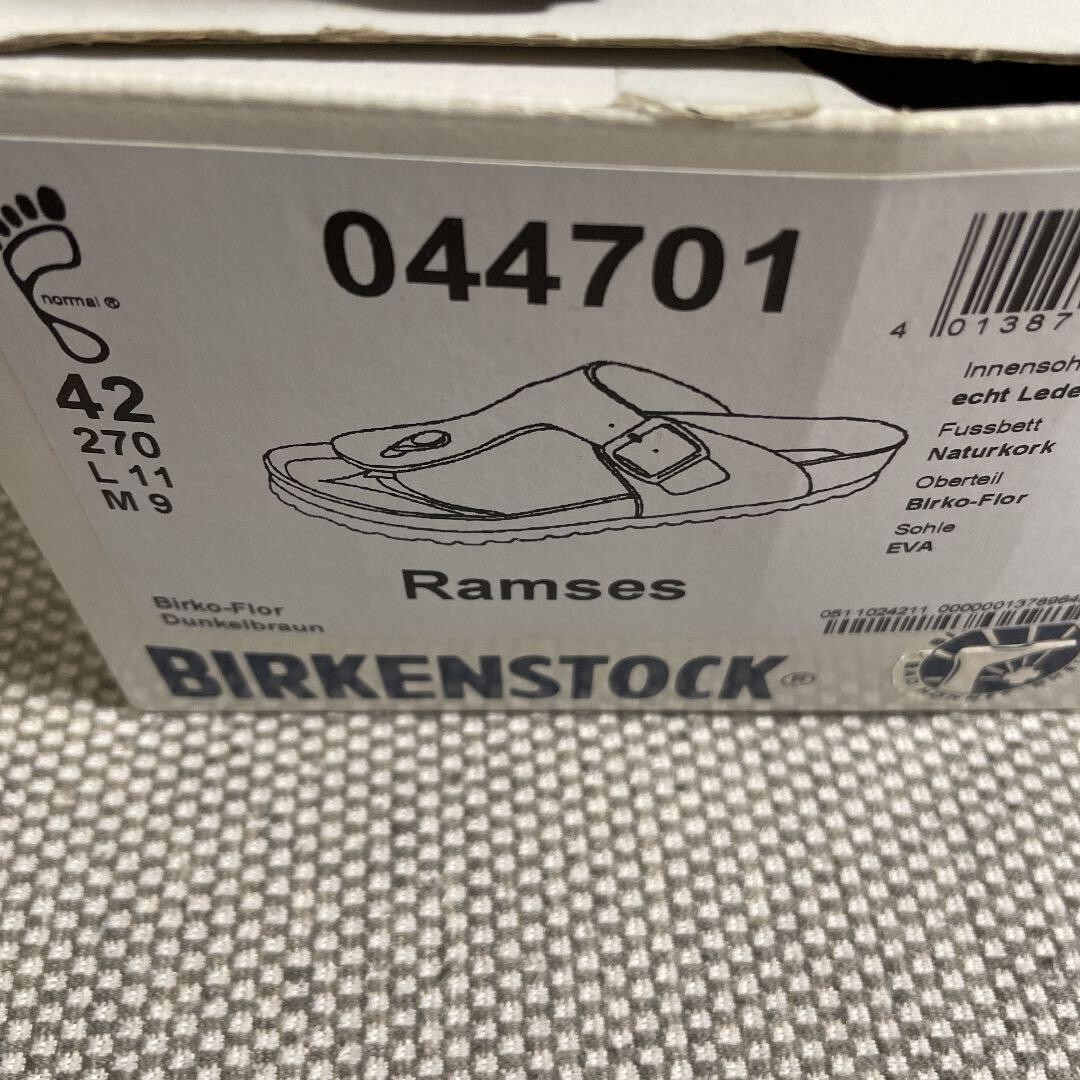 044701
normal ®
42
270
L 11
M 9
4 01387
Innensoh
echt Lede
Fussbett
Naturkork
Oberteil
Birko-Flor
Sohle
EVA
Ramses
Birko-Flor
Dunkelbraun
0511024211
BIRKENSTOCK®